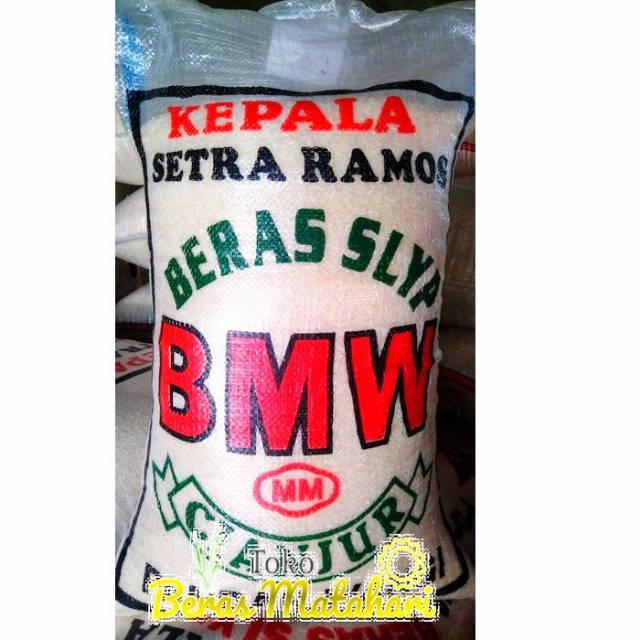 KEPALA
SETRA RAMOS
BERAS SLYP
BMW
MM
CIANJUR
Toko
Beras Matahari